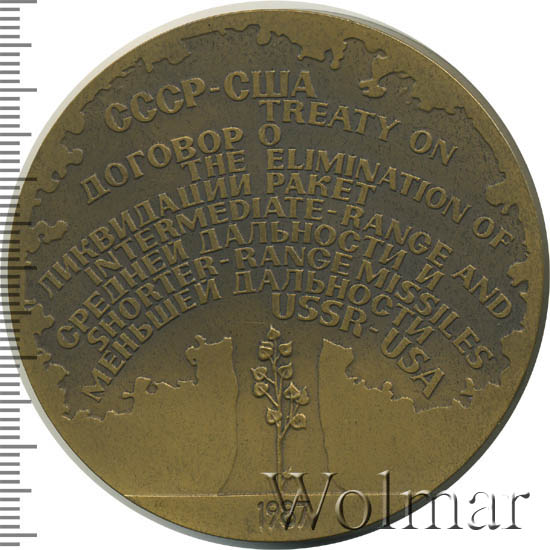 СССР-США
TREATY ON
ДОГОВОР О
THE ELIMINATION OF
ЛИКВИДАЦИИ РАКЕТ
INTERMEDIATE-RANGE AND
СРЕДНЕЙ ДАЛЬНОСТИ И
SHORTER-RANGE MISSILES
МЕНЬШЕЙ ДАЛЬНОСТИ
USSR-USA
1987
Wolmar